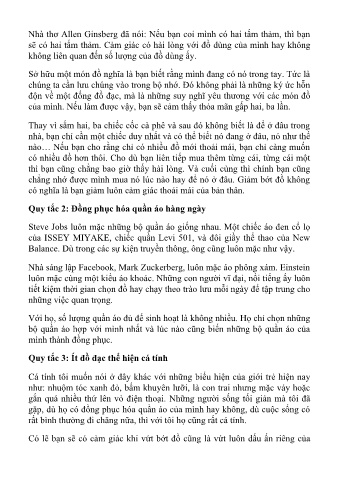 Nhà thơ Allen Ginsberg đã nói: Nếu bạn coi mình có hai tấm thảm, thì bạn
sẽ có hai tấm thảm. Cảm giác có hài lòng với đồ dùng của mình hay không
không liên quan đến số lượng của đồ dùng ấy.
Sở hữu một món đồ nghĩa là bạn biết rằng mình đang có nó trong tay. Tức là
chúng ta cần lưu chúng vào trong bộ nhớ. Đó không phải là những ký ức hỗn
độn về một đống đồ đạc, mà là những suy nghĩ yêu thương với các món đồ
của mình. Nếu làm được vậy, bạn sẽ cảm thấy thỏa mãn gấp hai, ba lần.
Thay vì sắm hai, ba chiếc cốc cà phê và sau đó không biết là để ở đâu trong
nhà, bạn chỉ cần một chiếc duy nhất và có thể biết nó đang ở đâu, nó như thế
nào… Nếu bạn cho rằng chỉ có nhiều đồ mới thoải mái, bạn chỉ càng muốn
có nhiều đồ hơn thôi. Cho dù bạn liên tiếp mua thêm từng cái, từng cái một
thì bạn cũng chẳng bao giờ thấy hài lòng. Và cuối cùng thì chính bạn cũng
chẳng nhớ được mình mua nó lúc nào hay để nó ở đâu. Giảm bớt đồ không
có nghĩa là bạn giảm luôn cảm giác thoải mái của bản thân.
Quy tắc 2: Đồng phục hóa quần áo hàng ngày
Steve Jobs luôn mặc những bộ quần áo giống nhau. Một chiếc áo đen cổ lọ
của ISSEY MIYAKE, chiếc quần Levi 501, và đôi giầy thể thao của New
Balance. Dù trong các sự kiện truyền thông, ông cũng luôn mặc như vậy.
Nhà sáng lập Facebook, Mark Zuckerberg, luôn mặc áo phông xám. Einstein
luôn mặc cùng một kiểu áo khoác. Những con người vĩ đại, nổi tiếng ấy luôn
tiết kiệm thời gian chọn đồ hay chạy theo trào lưu mỗi ngày để tập trung cho
những việc quan trọng.
Với họ, số lượng quần áo đủ để sinh hoạt là không nhiều. Họ chỉ chọn những
bộ quần áo hợp với mình nhất và lúc nào cũng biến những bộ quần áo của
mình thành đồng phục.
Quy tắc 3: Ít đồ đạc thể hiện cá tính
Cá tính tôi muốn nói ở đây khác với những biểu hiện của giới trẻ hiện nay
như: nhuộm tóc xanh đỏ, bấm khuyên lưỡi, là con trai nhưng mặc váy hoặc
gắn quá nhiều thứ lên vỏ điện thoại. Những người sống tối giản mà tôi đã
gặp, dù họ có đồng phục hóa quần áo của mình hay không, dù cuộc sống có
rất bình thường đi chăng nữa, thì với tôi họ cũng rất cá tính.
Có lẽ bạn sẽ có cảm giác khi vứt bớt đồ cũng là vứt luôn dấu ấn riêng của